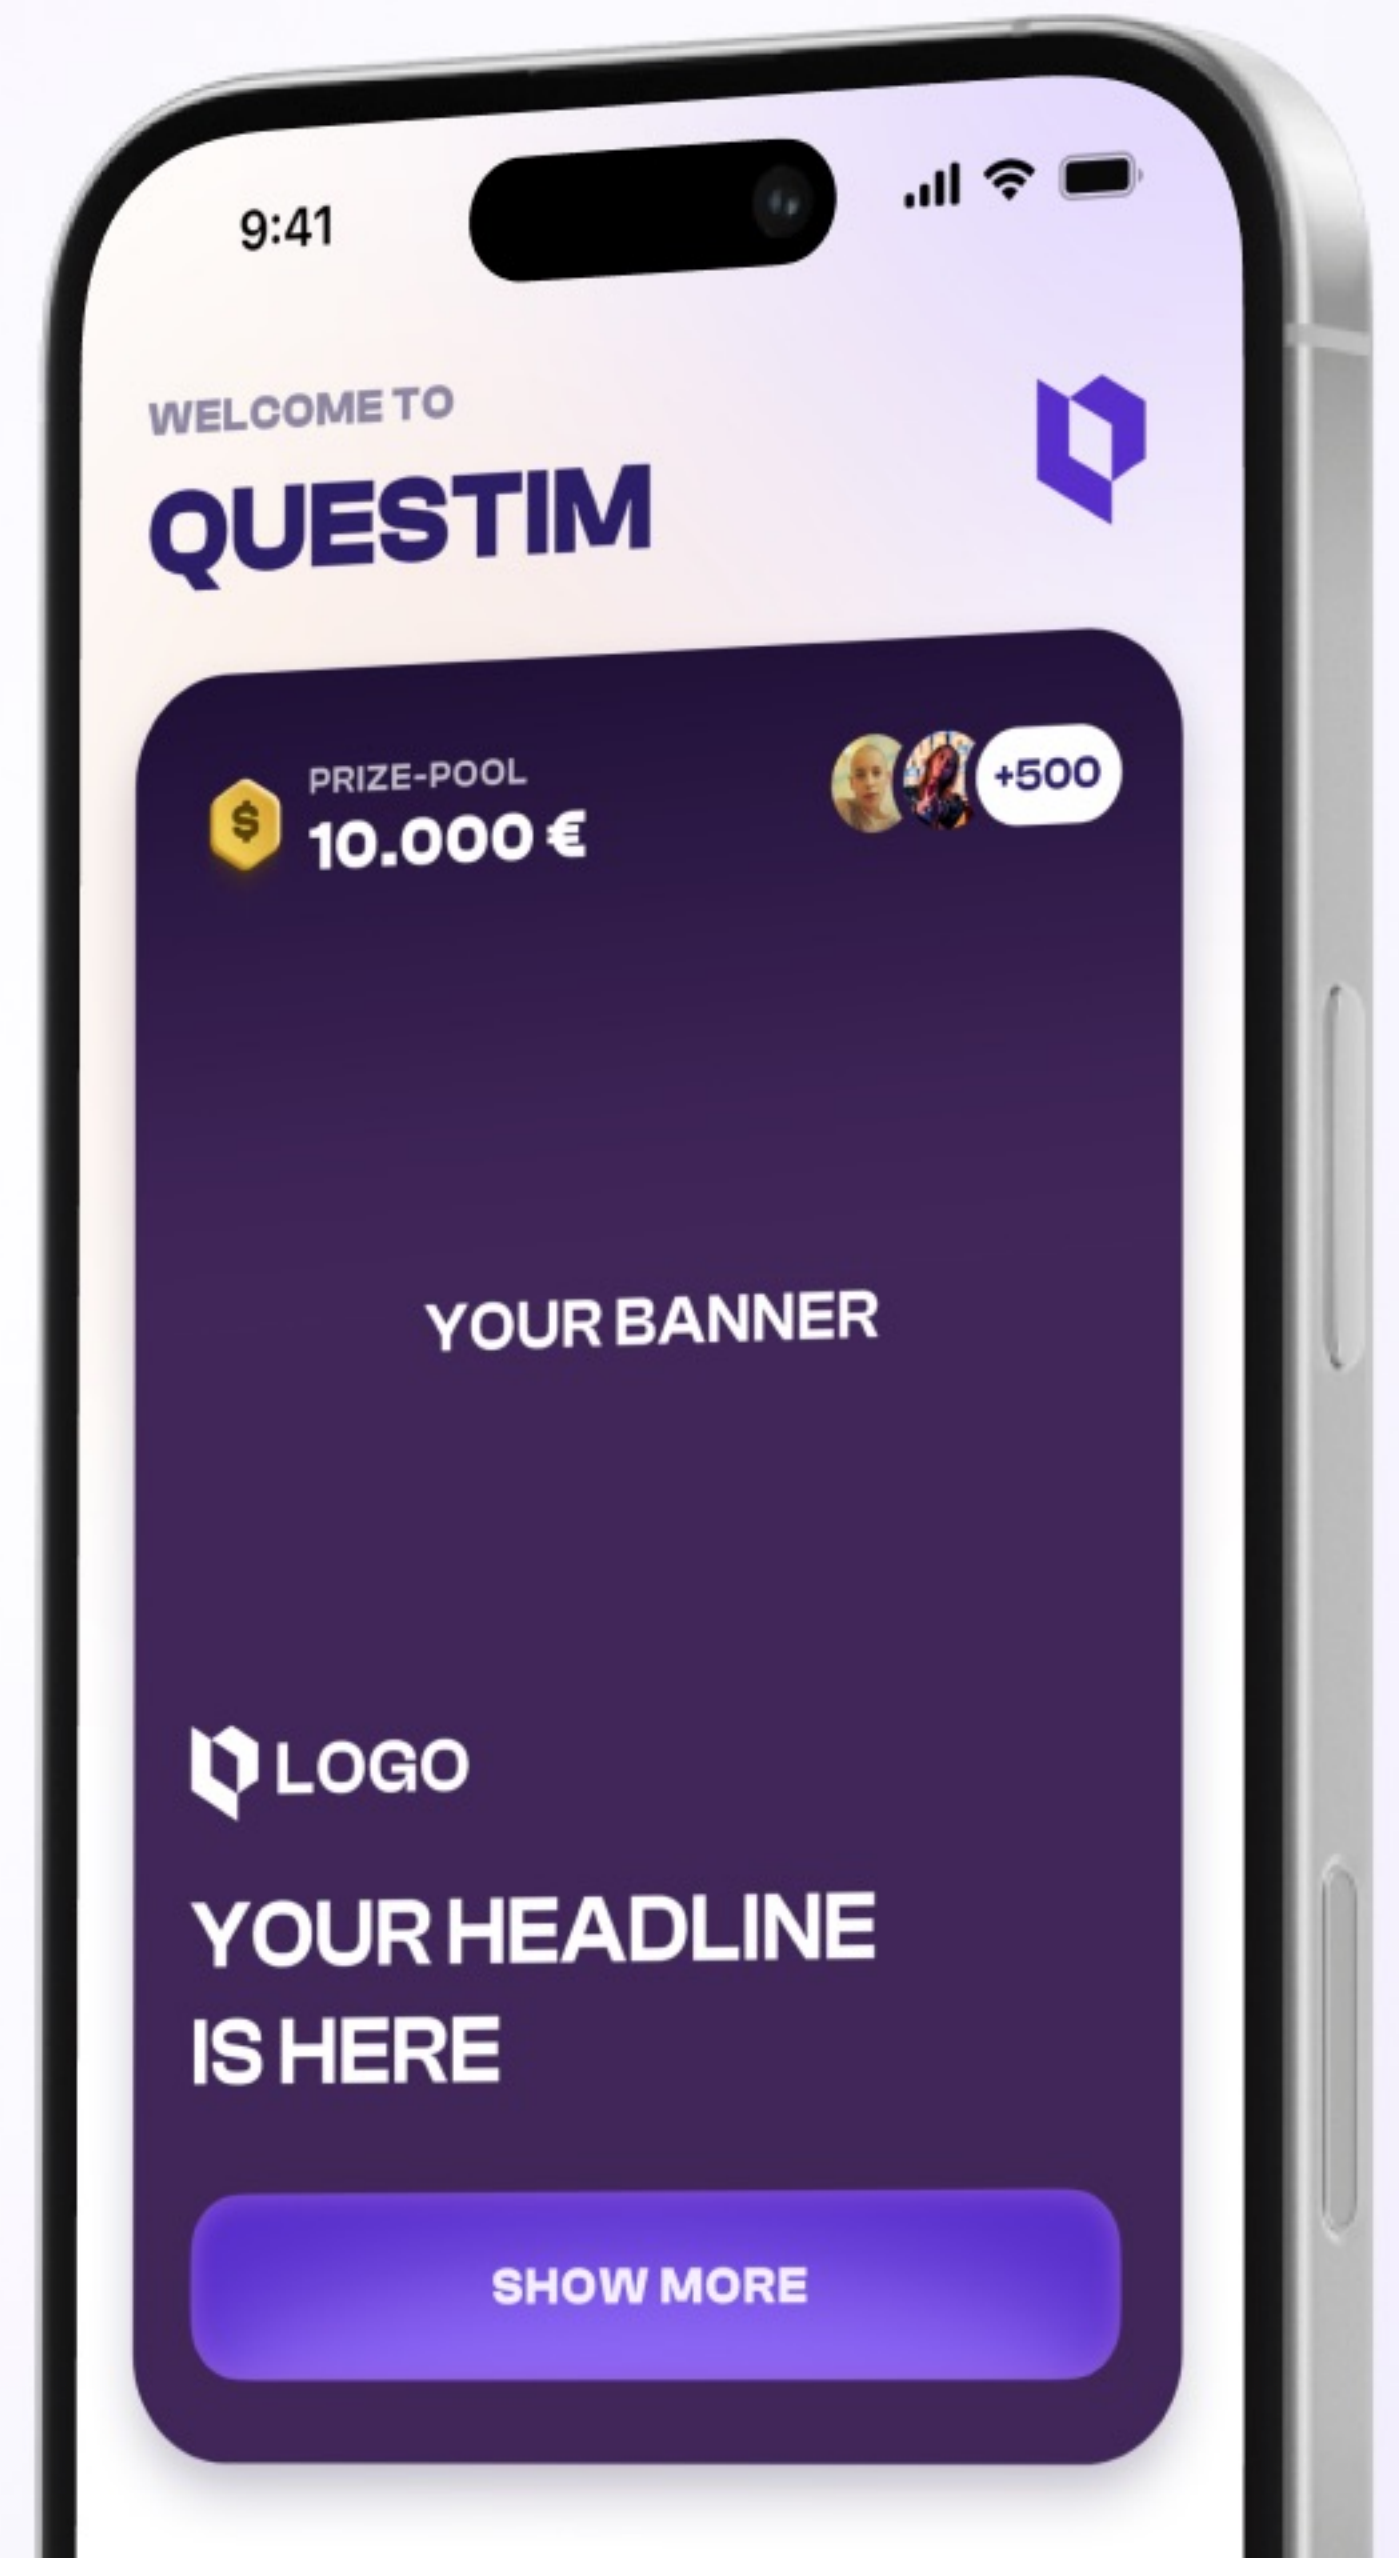 9:41
WELCOME TO
QUESTIM
PRIZE-POOL
$ 10.000 €
+500
YOUR BANNER
LOGO
YOUR HEADLINE
IS HERE
SHOW MORE